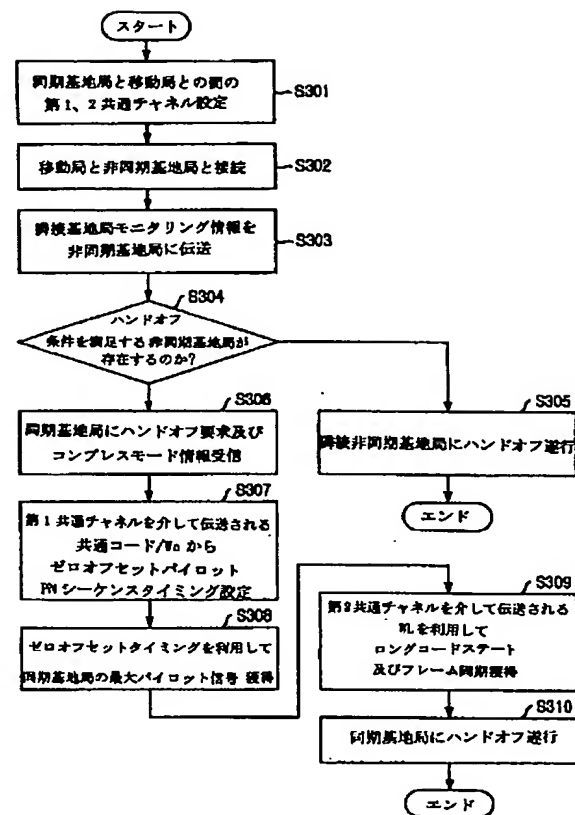 スタート
同期基地局と移動局との間の
第1、2共通チャネル設定
S301
移動局と非同期基地局と接続
S302
隣接基地局モニタリング情報を
非同期基地局に伝送
S303
S304
ハンドオフ
条件を満足する非同期基地局が
存在するのか?
S305
隣接非同期基地局にハンドオフ遂行
エンド
S306
同期基地局にハンドオフ要求及び
コンプレスモード情報受信
S307
第1共通チャネルを介して伝送される
共通コード/Wnから
ゼロオフセットパイロット
PNシーケンスタイミング設定
S308
ゼロオフセットタイミングを利用して
同期基地局の最大パイロット信号 獲得
S309
第2共通チャネルを介して伝送される
を利用して
ロングコードステート
及びフレーム同期獲得
S310
同期基地局にハンドオフ遂行
エンド